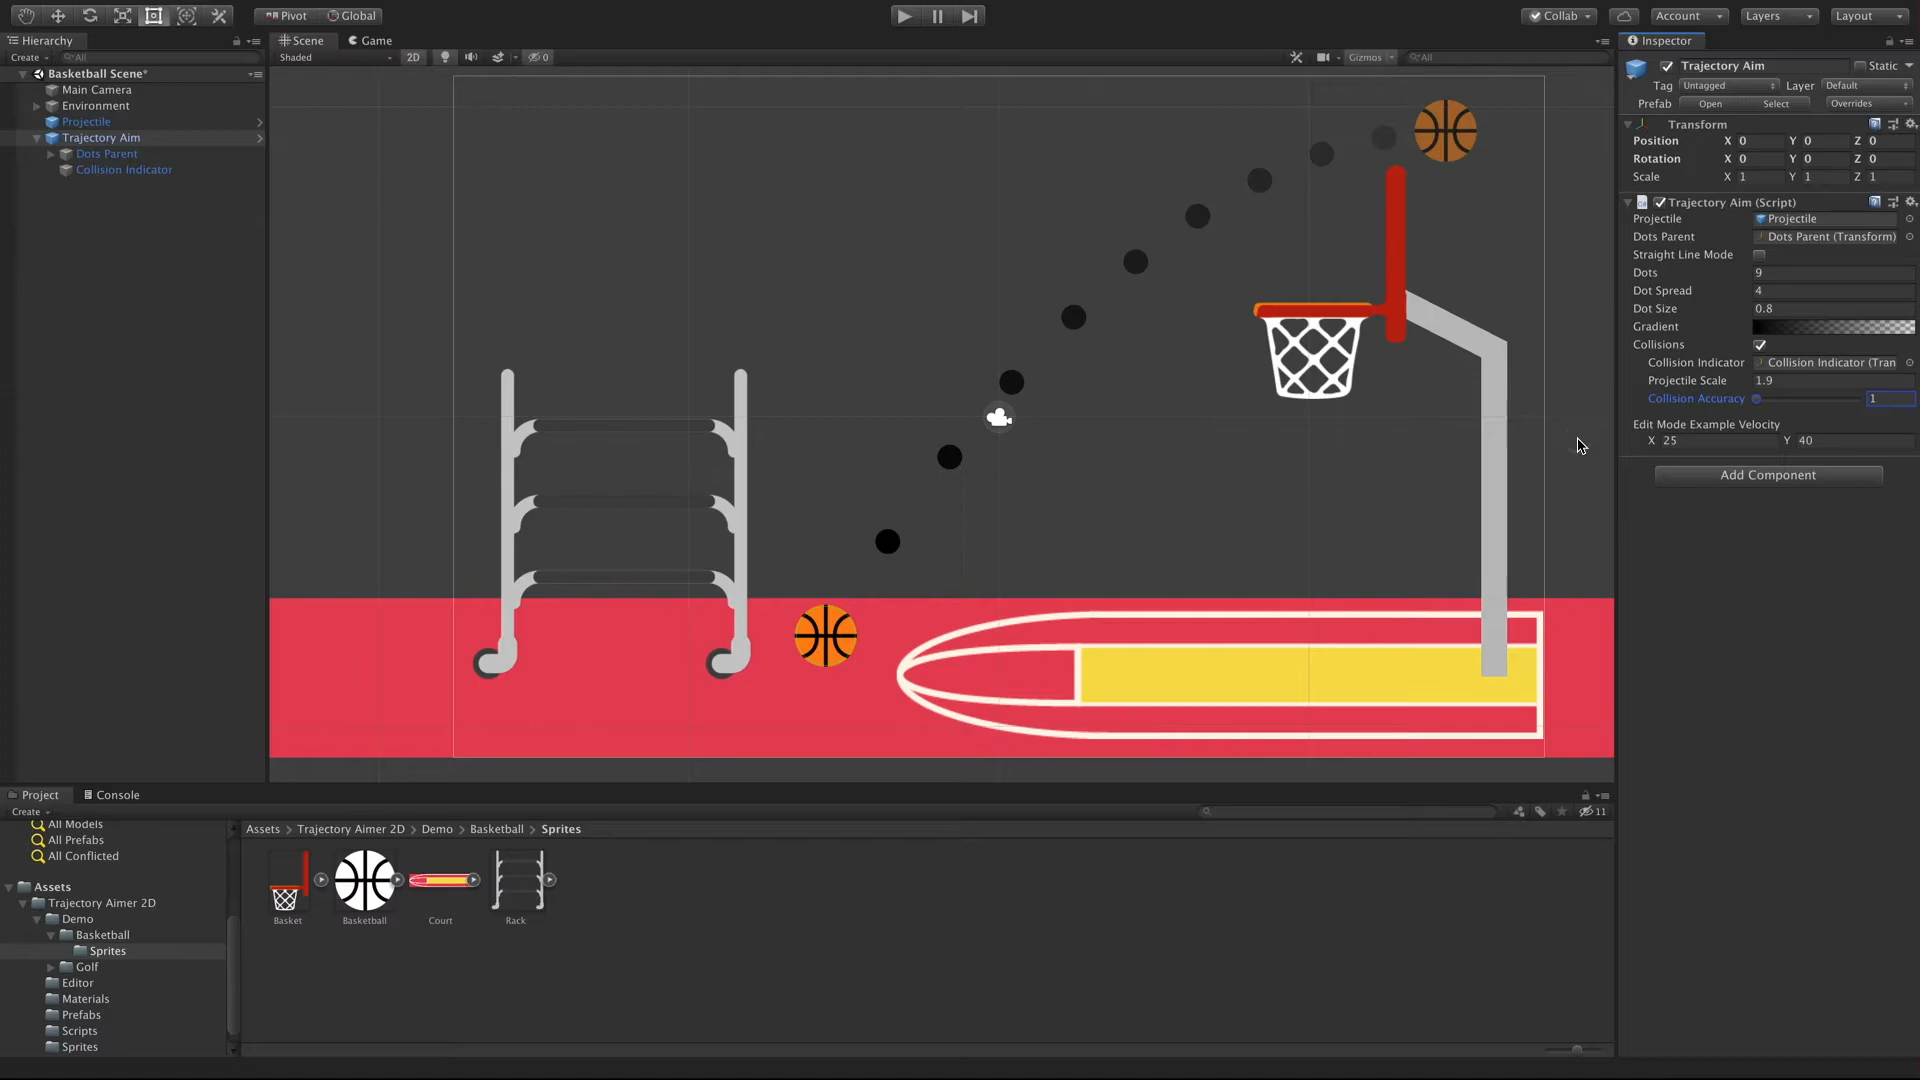 Pivot Global Collab Account Layers Layout
Hierarchy
Create All
Basketball Scene*
Main Camera
Environment
Projectile
Trajectory Aim
Dots Parent
Collision Indicator
Scene Game
Shaded 2D 0 Gizmos All
Inspector
Trajectory Aim Static
Tag Untagged Layer Default
Prefab Open Select Overrides
Transform
Position X 0 Y 0 Z 0
Rotation X 0 Y 0 Z 0
Scale X 1 Y 1 Z 1
Trajectory Aim (Script)
Projectile Projectile
Dots Parent Dots Parent (Transform)
Straight Line Mode
Dots 9
Dot Spread 4
Dot Size 0.8
Gradient
Collisions
Collision Indicator Collision Indicator (Tran
Projectile Scale 1.9
Collision Accuracy 1
Edit Mode Example Velocity
X 25 Y 40
Add Component
Project Console
Create 11
All Models
All Prefabs
All Conflicted
Assets
Trajectory Aimer 2D
Demo
Basketball
Sprites
Golf
Editor
Materials
Prefabs
Scripts
Sprites
Assets > Trajectory Aimer 2D > Demo > Basketball > Sprites
Basket Basketball Court Rack